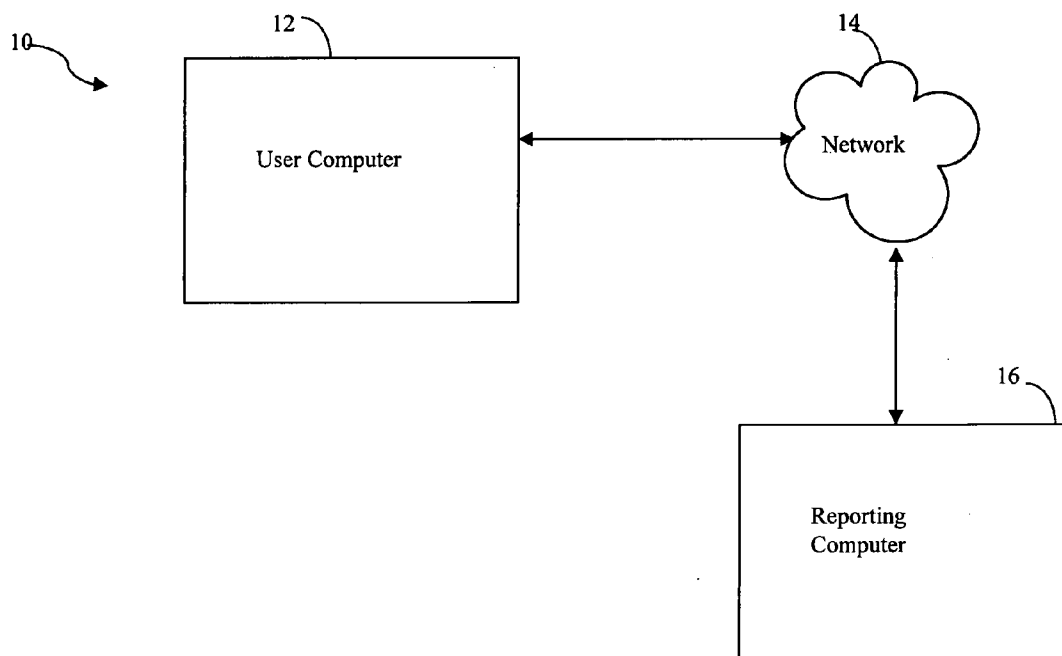 10
12
14
User Computer
Network
16
Reporting
Computer